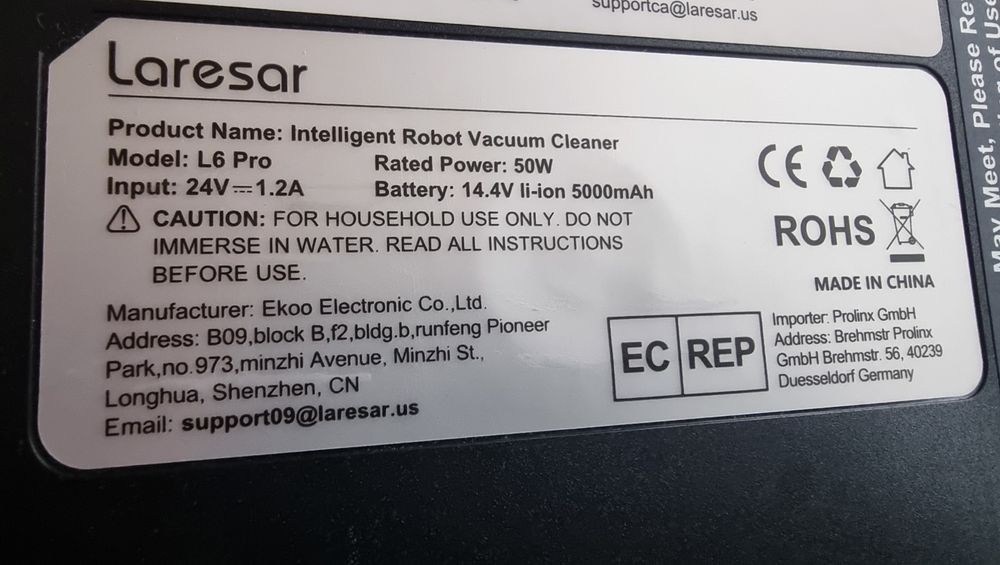 supportca@laresar.us
Laresar
Product Name: Intelligent Robot Vacuum Cleaner
Model: L6 Pro Rated Power: 50W
Input: 24V⎓1.2A Battery: 14.4V li-ion 5000mAh
CAUTION: FOR HOUSEHOLD USE ONLY. DO NOT
IMMERSE IN WATER. READ ALL INSTRUCTIONS
BEFORE USE.
Manufacturer: Ekoo Electronic Co.,Ltd.
Address: B09,block B,f2,bldg.b,runfeng Pioneer
Park,no.973,minzhi Avenue, Minzhi St.,
Longhua, Shenzhen, CN
Email: support09@laresar.us
CE
ROHS
MADE IN CHINA
EC REP
Importer: Prolinx GmbH
Address: Brehmstr Prolinx
GmbH Brehmstr. 56, 40239
Duesseldorf Germany
May Meet, Please Re
of Use